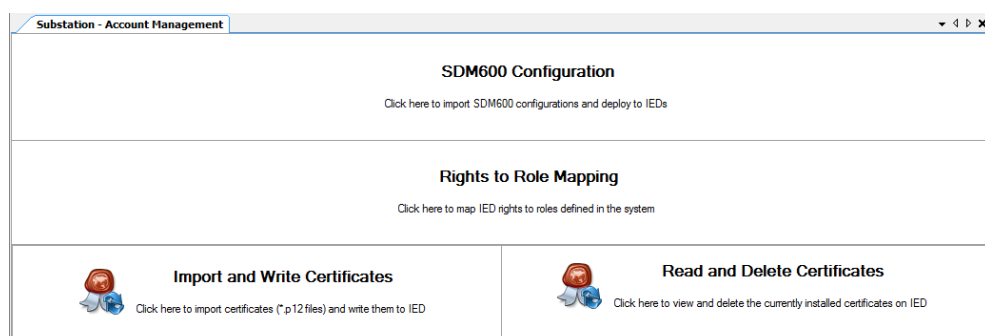 Substation - Account Management
SDM600 Configuration
Click here to import SDM600 configurations and deploy to IEDs
Rights to Role Mapping
Click here to map IED rights to roles defined in the system
Import and Write Certificates
Click here to import certificates (*.p12 files) and write them to IED
Read and Delete Certificates
Click here to view and delete the currently installed certificates on IED